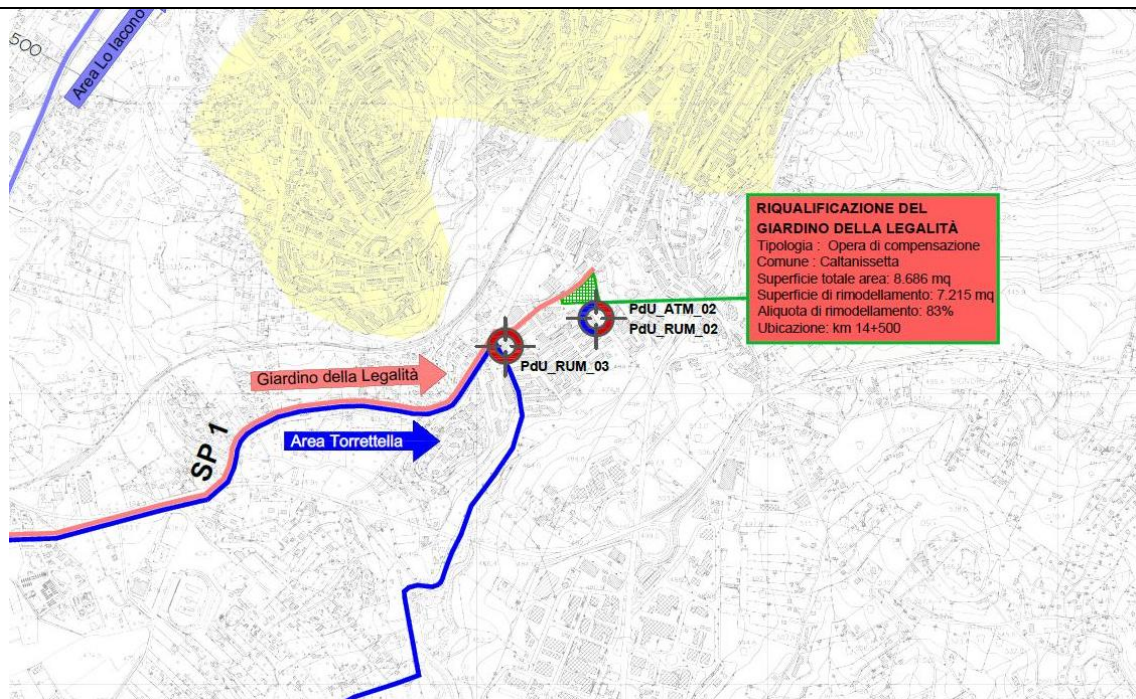 500
Area Lo Iacono
RIQUALIFICAZIONE DEL
GIARDINO DELLA LEGALITÀ
Tipologia : Opera di compensazione
Comune : Caltanissetta
Superficie totale area: 8.686 mq
Superficie di rimodellamento: 7.215 mq
Aliquota di rimodellamento: 83%
Ubicazione: km 14+500
PdU_ATM_02
PdU_RUM_02
PdU_RUM_03
Giardino della Legalità
Area Torrettella
SP 1